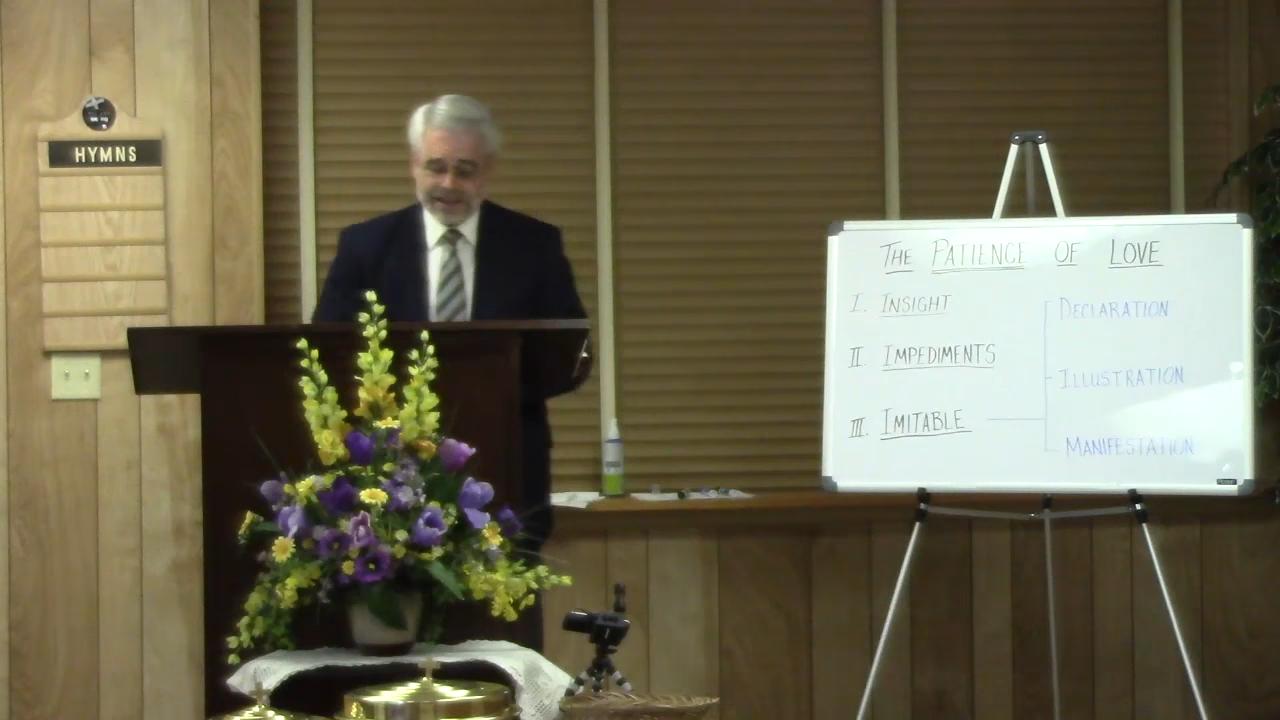 HYMNS
THE PATIENCE OF LOVE
I. INSIGHT
II. IMPEDIMENTS
III. IMITABLE
DECLARATION
ILLUSTRATION
MANIFESTATION